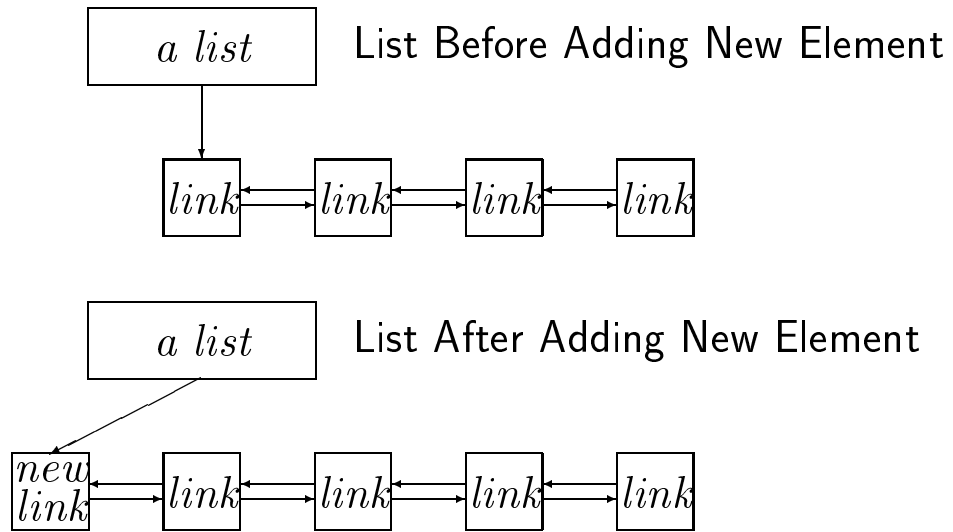 a list
List Before Adding New Element
link link link link
a list
List After Adding New Element
new
link link link link link